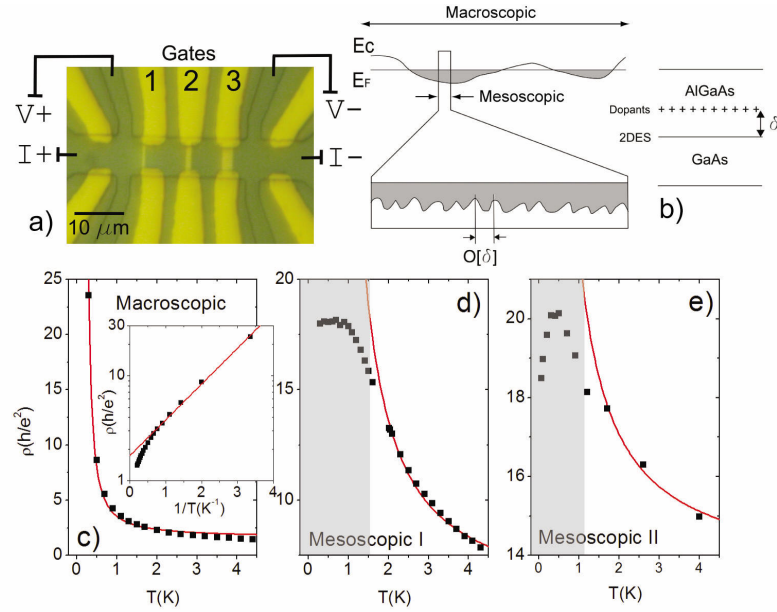 Gates
1 2 3
V+
V−
I+
I−
a)
10 μm
Macroscopic
EC
EF
Mesoscopic
O[δ]
AlGaAs
Dopants
+ + + + + + + + + +
δ
2DES
GaAs
b)
25
20
15
10
5
0
ρ(h/e²)
Macroscopic
30
10
1
ρ(h/e²)
0 1 2 3 4
1/T(K⁻¹)
c)
0 1 2 3 4
T(K)
20
15
10
d)
Mesoscopic I
0 1 2 3 4
T(K)
20
18
16
14
e)
Mesoscopic II
0 1 2 3 4
T(K)